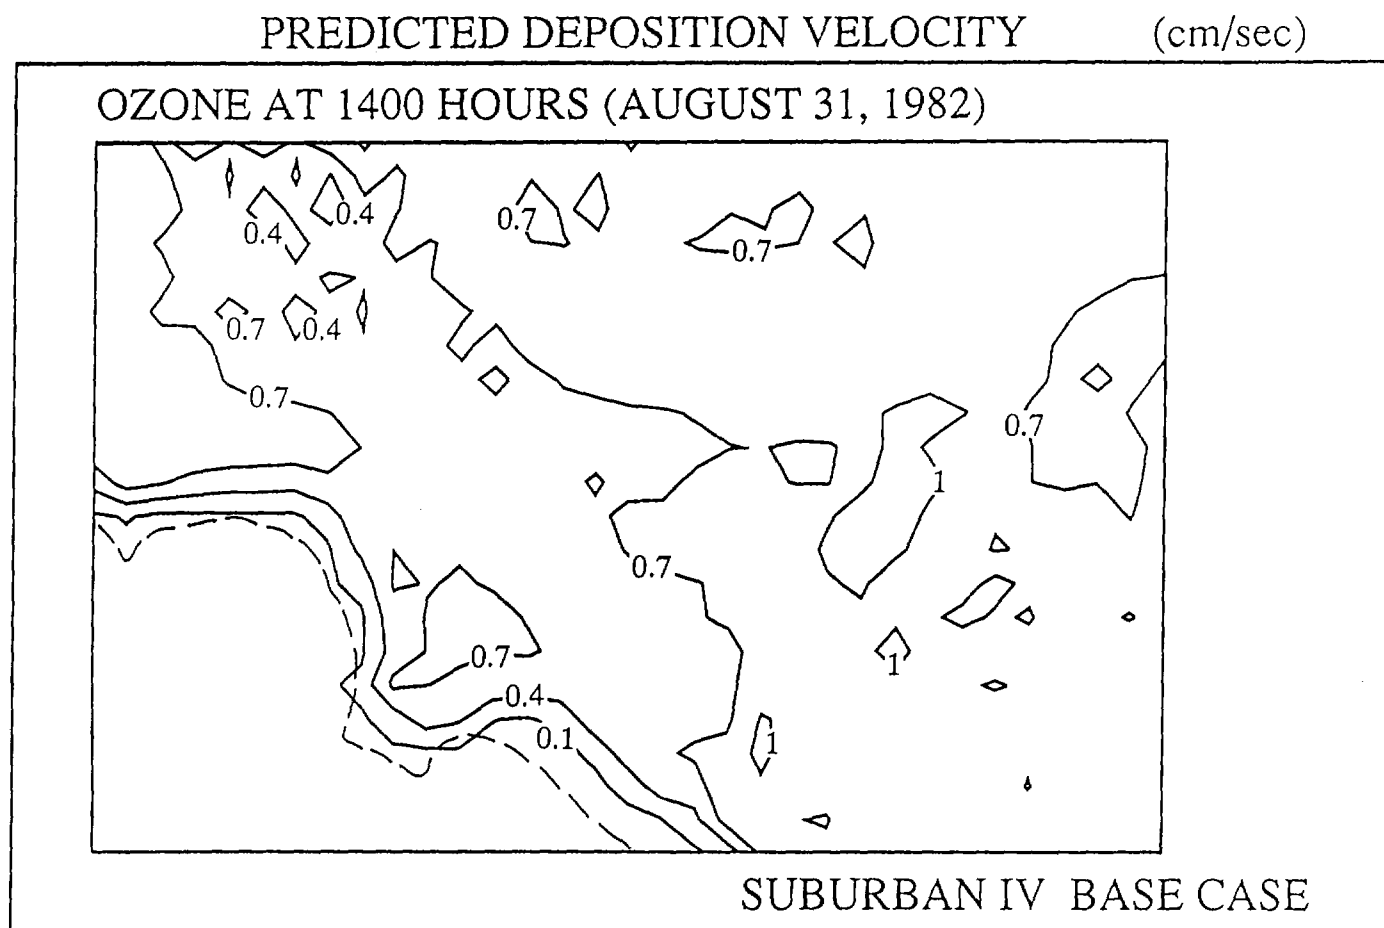 PREDICTED DEPOSITION VELOCITY (cm/sec)
OZONE AT 1400 HOURS (AUGUST 31, 1982)
0.4 0.7 0.7
0.4
0.7 0.4
0.7
0.7
1
0.7
0.7 1
0.4
0.1 1
SUBURBAN IV BASE CASE